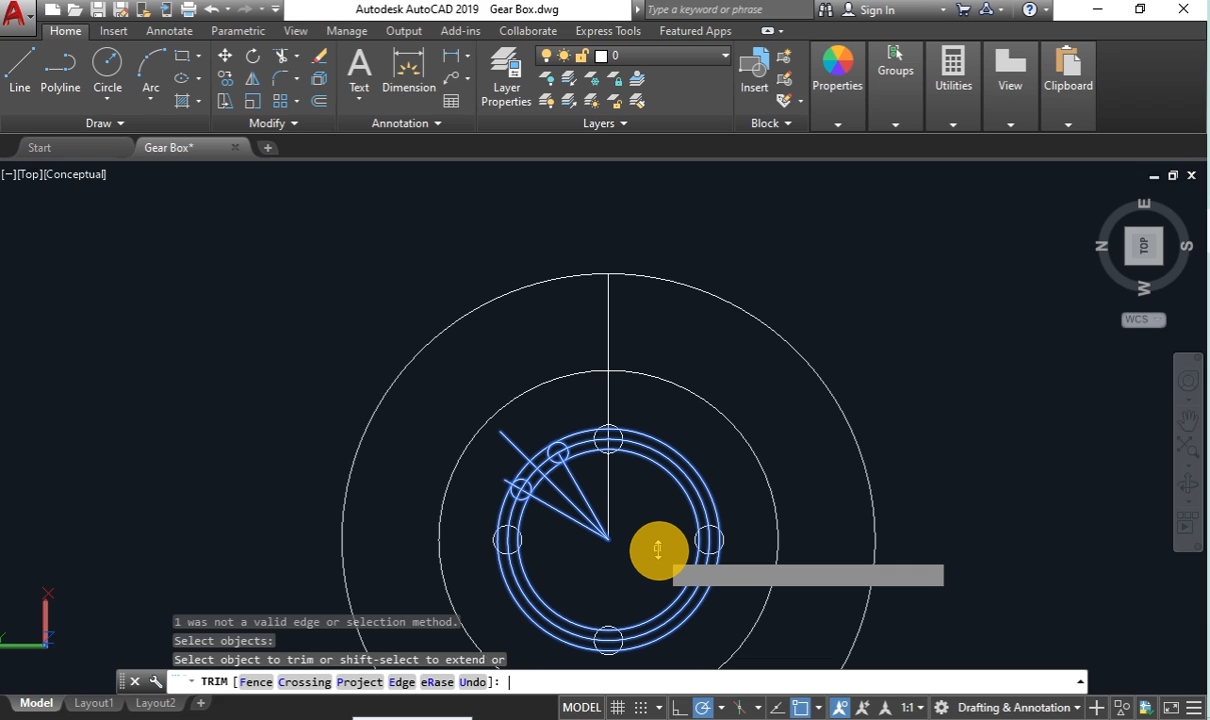 Autodesk AutoCAD 2019 Gear Box.dwg
Type a keyword or phrase
Sign In
Home Insert Annotate Parametric View Manage Output Add-ins Collaborate Express Tools Featured Apps
0
Line Polyline Circle Arc
Text Dimension
Layer Properties
Insert
Properties Groups Utilities View Clipboard
Draw Modify Annotation Layers Block
Start Gear Box*
[−][Top][Conceptual]
E
N TOP S
W
WCS
X
1 was not a valid edge or selection method.
Select objects:
Select object to trim or shift-select to extend or
TRIM [Fence Crossing Project Edge eRase Undo]:
Model Layout1 Layout2
MODEL 1:1 Drafting & Annotation